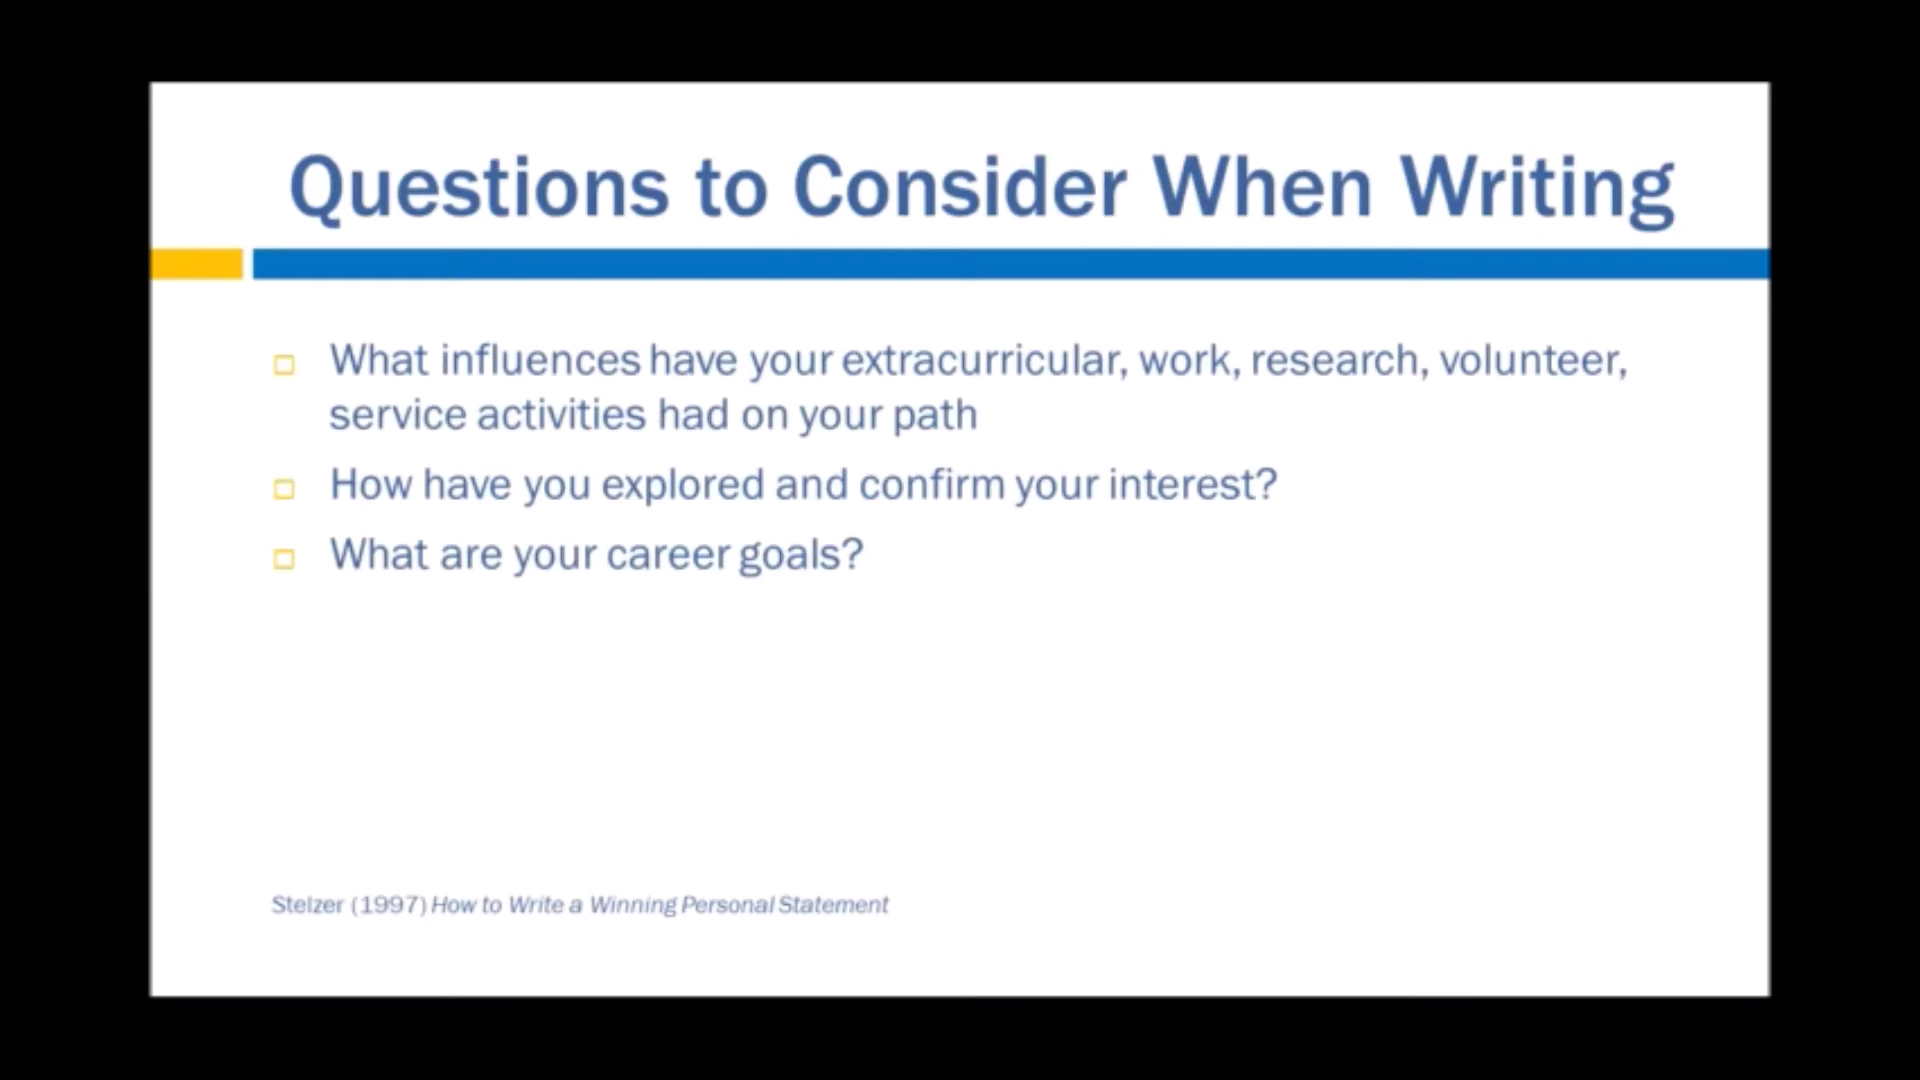 Questions to Consider When Writing
What influences have your extracurricular, work, research, volunteer,
service activities had on your path
How have you explored and confirm your interest?
What are your career goals?
Stelzer (1997) How to Write a Winning Personal Statement